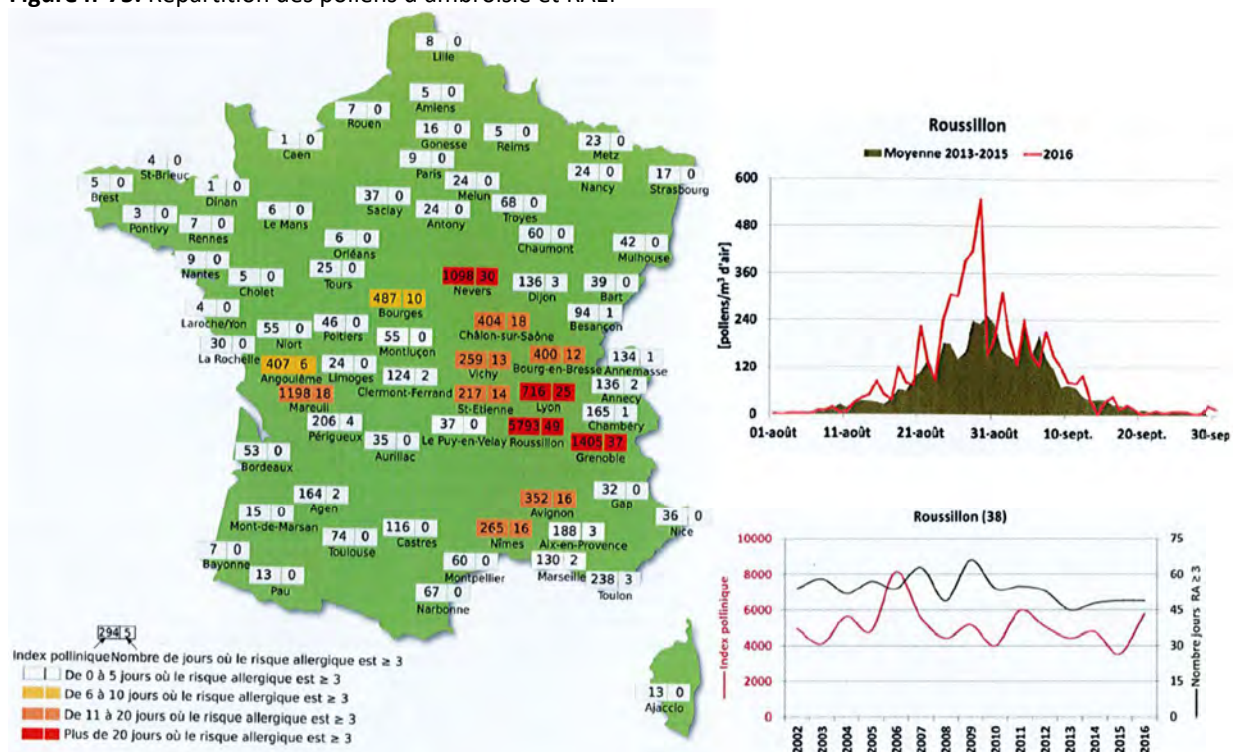 Figure n°75: Répartition des pollens d'ambroisie et RAEP
8 0
Lille
5 0
Amiens
7 0
Rouen
16 0
Gonesse
5 0
Reims
23 0
Metz
1 0
Caen
9 0
Paris
24 0
Nancy
17 0
Strasbourg
4 0
St-Brieuc
5 0
Brest
1 0
Dinan
24 0
Melun
37 0
Saclay
68 0
Troyes
3 0
Pontivy
7 0
Rennes
6 0
Le Mans
24 0
Antony
60 0
Chaumont
42 0
Mulhouse
6 0
Orléans
9 0
Nantes
5 0
Cholet
25 0
Tours
1098 30
Nevers
136 3
Dijon
39 0
Bart
487 10
Bourges
4 0
Laroche/Yon
94 1
Besançon
404 18
Châlon-sur-Saône
55 0
Niort
46 0
Poitiers
55 0
Montluçon
30 0
La Rochelle
407 6
Angoulême
24 0
Limoges
259 13
Vichy
400 12
Bourg-en-Bresse
134 1
Annemasse
124 2
Clermont-Ferrand
1198 18
Mareuil
217 14
St-Etienne
716 25
Lyon
136 2
Annecy
206 4
Périgueux
165 1
Chambéry
37 0
Le Puy-en-Velay
5793 49
Roussillon
35 0
Aurillac
1405 37
Grenoble
53 0
Bordeaux
164 2
Agen
352 16
Avignon
32 0
Gap
15 0
Mont-de-Marsan
74 0
Toulouse
116 0
Castres
265 16
Nîmes
188 3
Aix-en-Provence
36 0
Nice
7 0
Bayonne
13 0
Pau
60 0
Montpellier
130 2
Marseille
238 3
Toulon
67 0
Narbonne
13 0
Ajaccio
294 5
Index pollinique Nombre de jours où le risque allergique est ≥ 3
De 0 à 5 jours où le risque allergique est ≥ 3
De 6 à 10 jours où le risque allergique est ≥ 3
De 11 à 20 jours où le risque allergique est ≥ 3
Plus de 20 jours où le risque allergique est ≥ 3
Roussillon
Moyenne 2013-2015 2016
[pollens/m³ d'air]
600
480
360
240
120
0
01-août 11-août 21-août 31-août 10-sept. 20-sept. 30-sep
Roussillon (38)
Index pollinique
10000
8000
6000
4000
2000
0
75
60
45
30
15
0
Nombre jours RA ≥ 3
2002 2003 2004 2005 2006 2007 2008 2009 2010 2011 2012 2013 2014 2015 2016